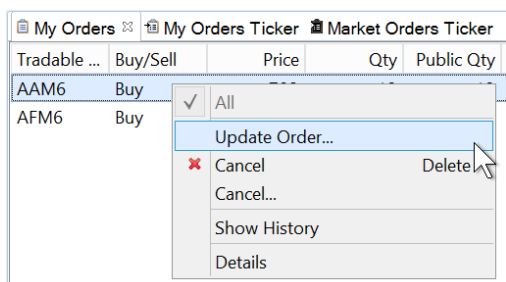 My Orders My Orders Ticker Market Orders Ticker
Tradable ... Buy/Sell Price Qty Public Qty
AAM6 Buy
AFM6 Buy
All
Update Order...
Cancel Delete
Cancel...
Show History
Details